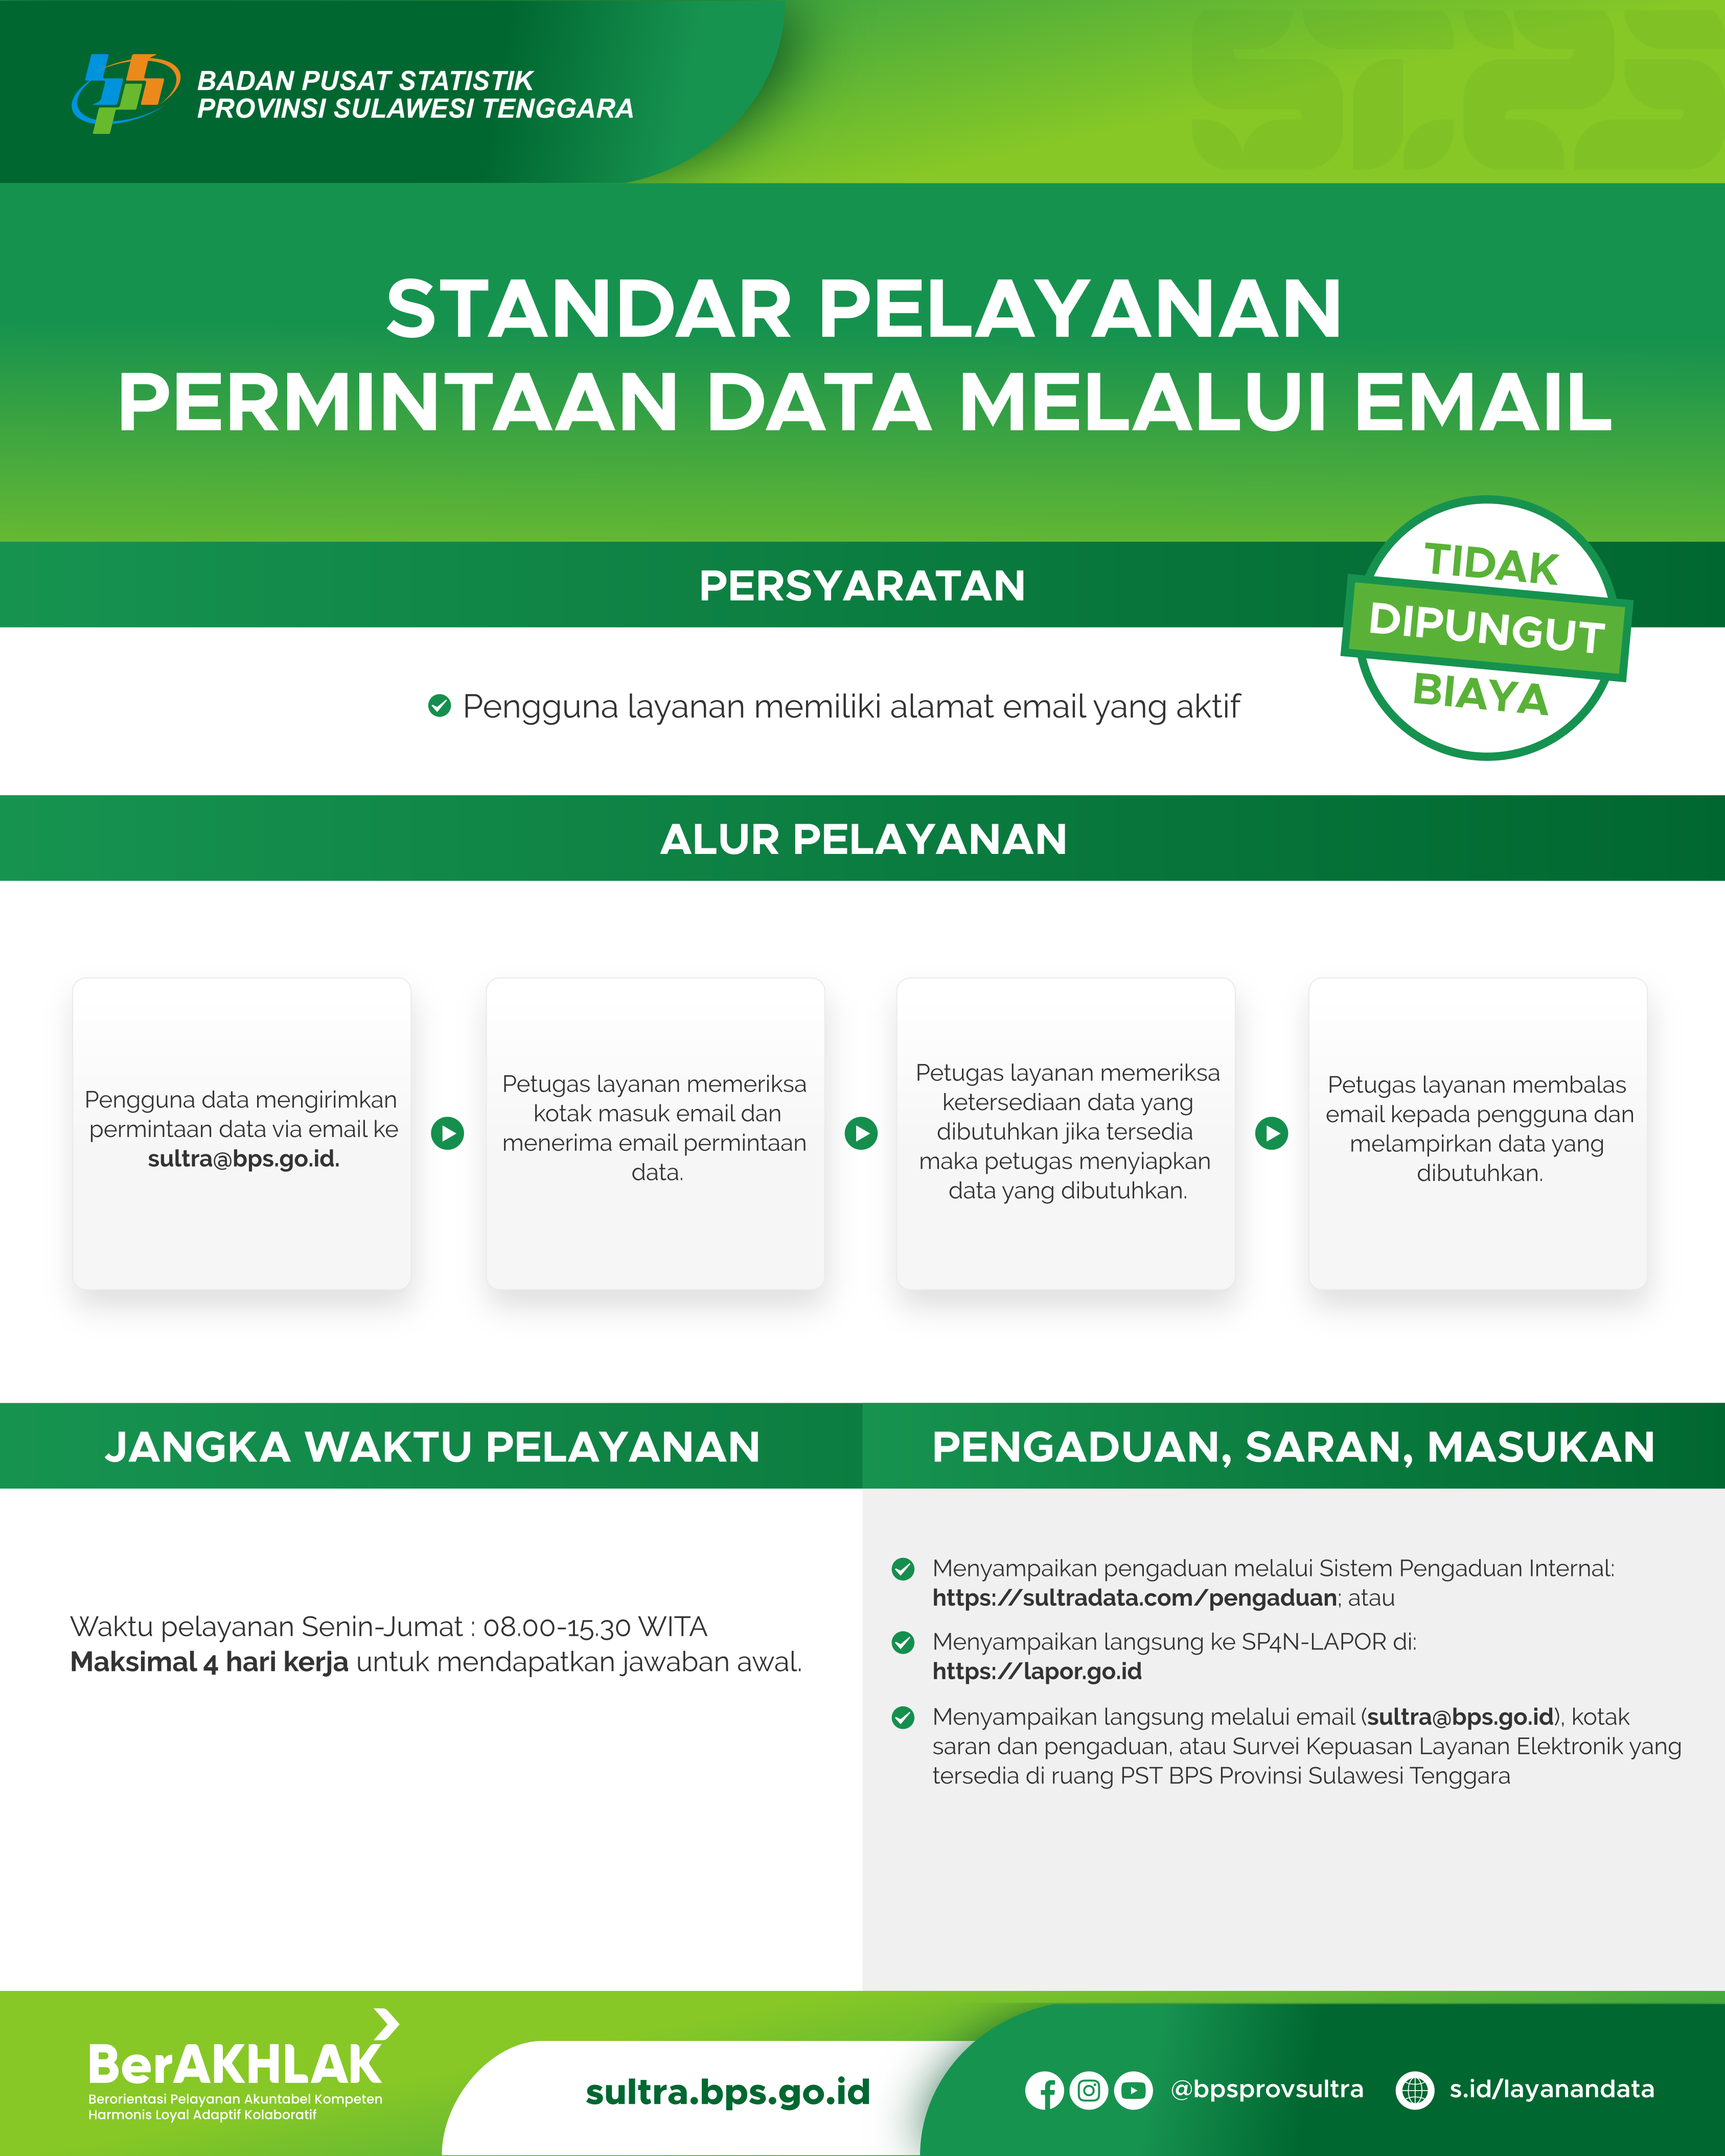 BADAN PUSAT STATISTIK
PROVINSI SULAWESI TENGGARA
ST23
STANDAR PELAYANAN
PERMINTAAN DATA MELALUI EMAIL
PERSYARATAN
TIDAK
DIPUNGUT
BIAYA
Pengguna layanan memiliki alamat email yang aktif
ALUR PELAYANAN
Pengguna data mengirimkan
permintaan data via email ke
sultra@bps.go.id.
Petugas layanan memeriksa
kotak masuk email dan
menerima email permintaan
data.
Petugas layanan memeriksa
ketersediaan data yang
dibutuhkan jika tersedia
maka petugas menyiapkan
data yang dibutuhkan.
Petugas layanan membalas
email kepada pengguna dan
melampirkan data yang
dibutuhkan.
JANGKA WAKTU PELAYANAN
Waktu pelayanan Senin-Jumat : 08.00-15.30 WITA
Maksimal 4 hari kerja untuk mendapatkan jawaban awal.
PENGADUAN, SARAN, MASUKAN
Menyampaikan pengaduan melalui Sistem Pengaduan Internal:
https://sultradata.com/pengaduan; atau
Menyampaikan langsung ke SP4N-LAPOR di:
https://lapor.go.id
Menyampaikan langsung melalui email (sultra@bps.go.id), kotak
saran dan pengaduan, atau Survei Kepuasan Layanan Elektronik yang
tersedia di ruang PST BPS Provinsi Sulawesi Tenggara
BerAKHLAK
Berorientasi Pelayanan Akuntabel Kompeten
Harmonis Loyal Adaptif Kolaboratif
sultra.bps.go.id
@bpsprovsultra
s.id/layanandata